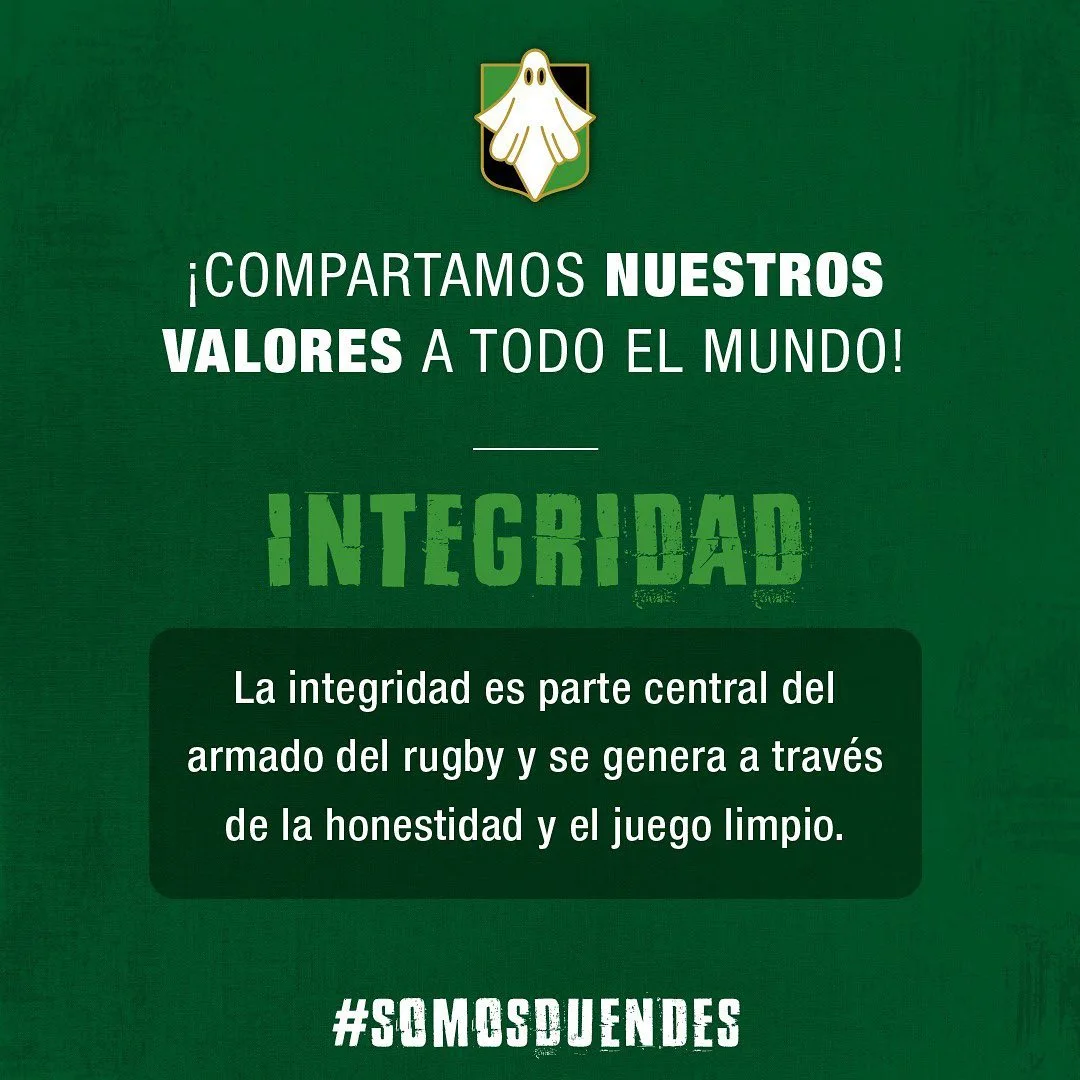 ¡COMPARTAMOS NUESTROS
VALORES A TODO EL MUNDO!
INTEGRIDAD
La integridad es parte central del
armado del rugby y se genera a través
de la honestidad y el juego limpio.
#SOMOSDUENDES